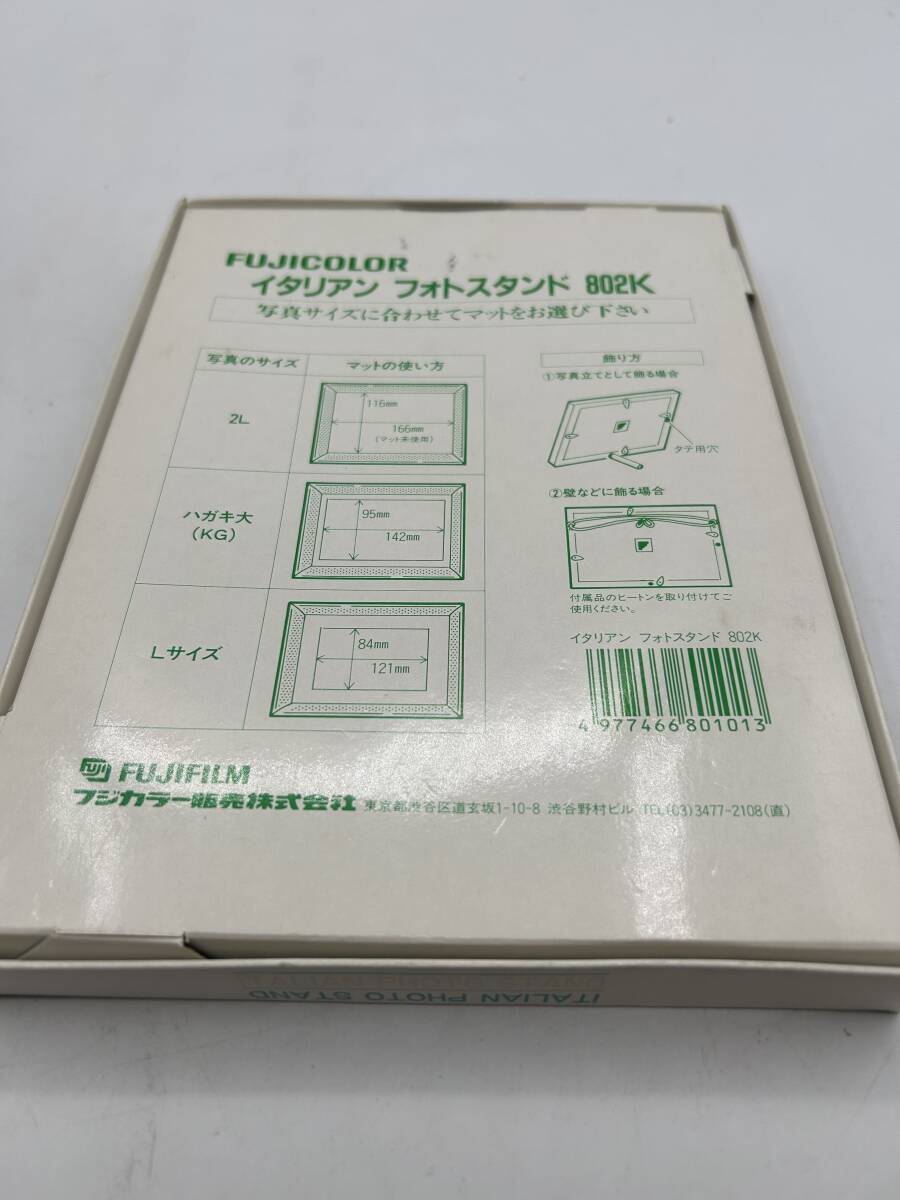 FUJICOLOR
イタリアン フォトスタンド 802K
写真サイズに合わせてマットをお選び下さい
写真のサイズ
マットの使い方
2L
116mm
166mm
(マット未使用)
ハガキ大
(KG)
95mm
142mm
Lサイズ
84mm
121mm
飾り方
①写真立てとして飾る場合
タテ用穴
②壁などに飾る場合
付属品のヒートンを取り付けてご
使用ください。
イタリアン フォトスタンド 802K
4 977466 801013
Fuji FUJIFILM
フジカラー販売株式会社 東京都渋谷区道玄坂1-10-8 渋谷野村ビル TEL(03)3477-2108(直)
ITALIAN PHOTO STAND
ITALIAN PHOTO STAND